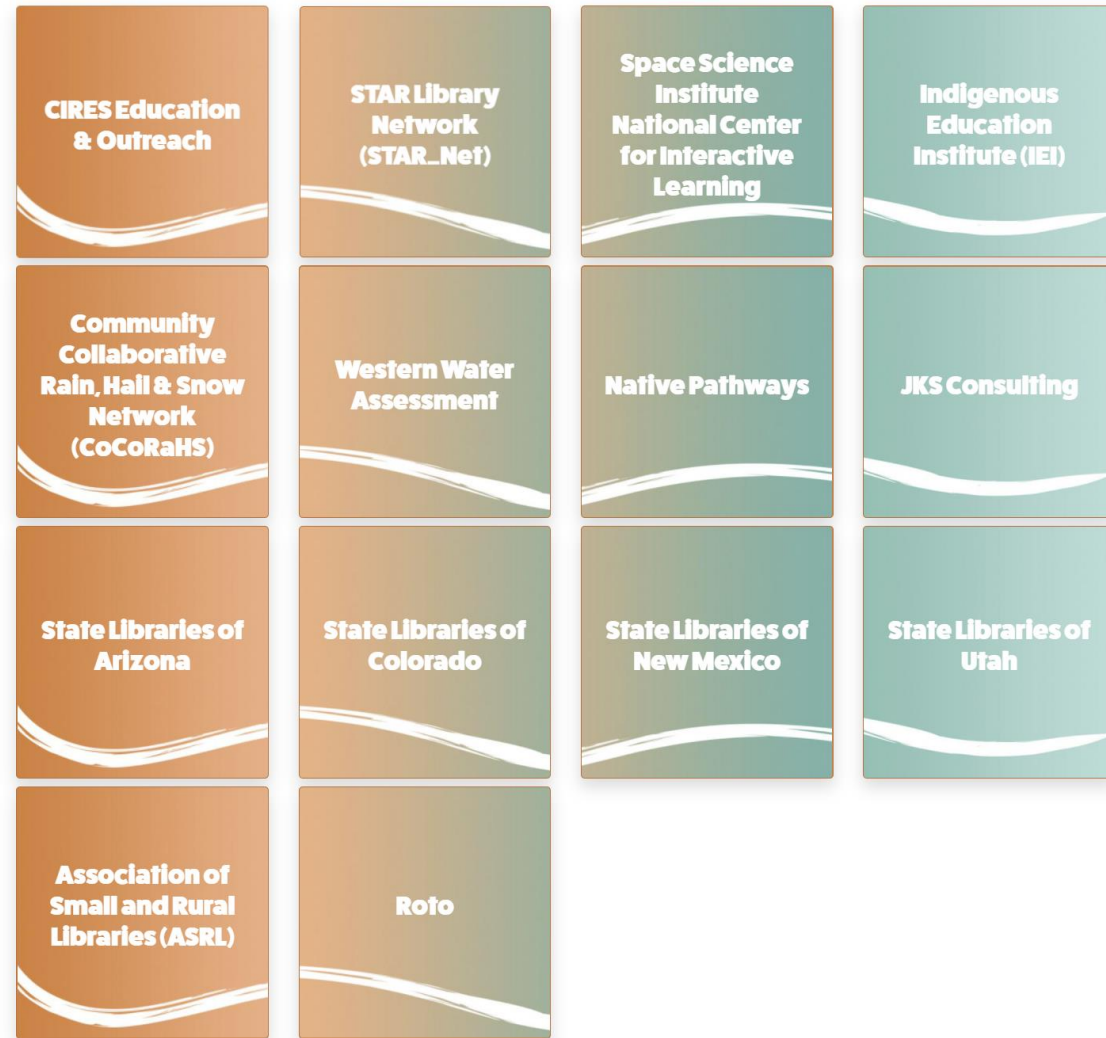 CIRES Education
& Outreach
STAR Library
Network
(STAR_Net)
Space Science
Institute
National Center
for Interactive
Learning
Indigenous
Education
Institute (IEI)
Community
Collaborative
Rain, Hail & Snow
Network
(CoCoRaHS)
Western Water
Assessment
Native Pathways
JKS Consulting
State Libraries of
Arizona
State Libraries of
Colorado
State Libraries of
New Mexico
State Libraries of
Utah
Association of
Small and Rural
Libraries (ASRL)
Roto